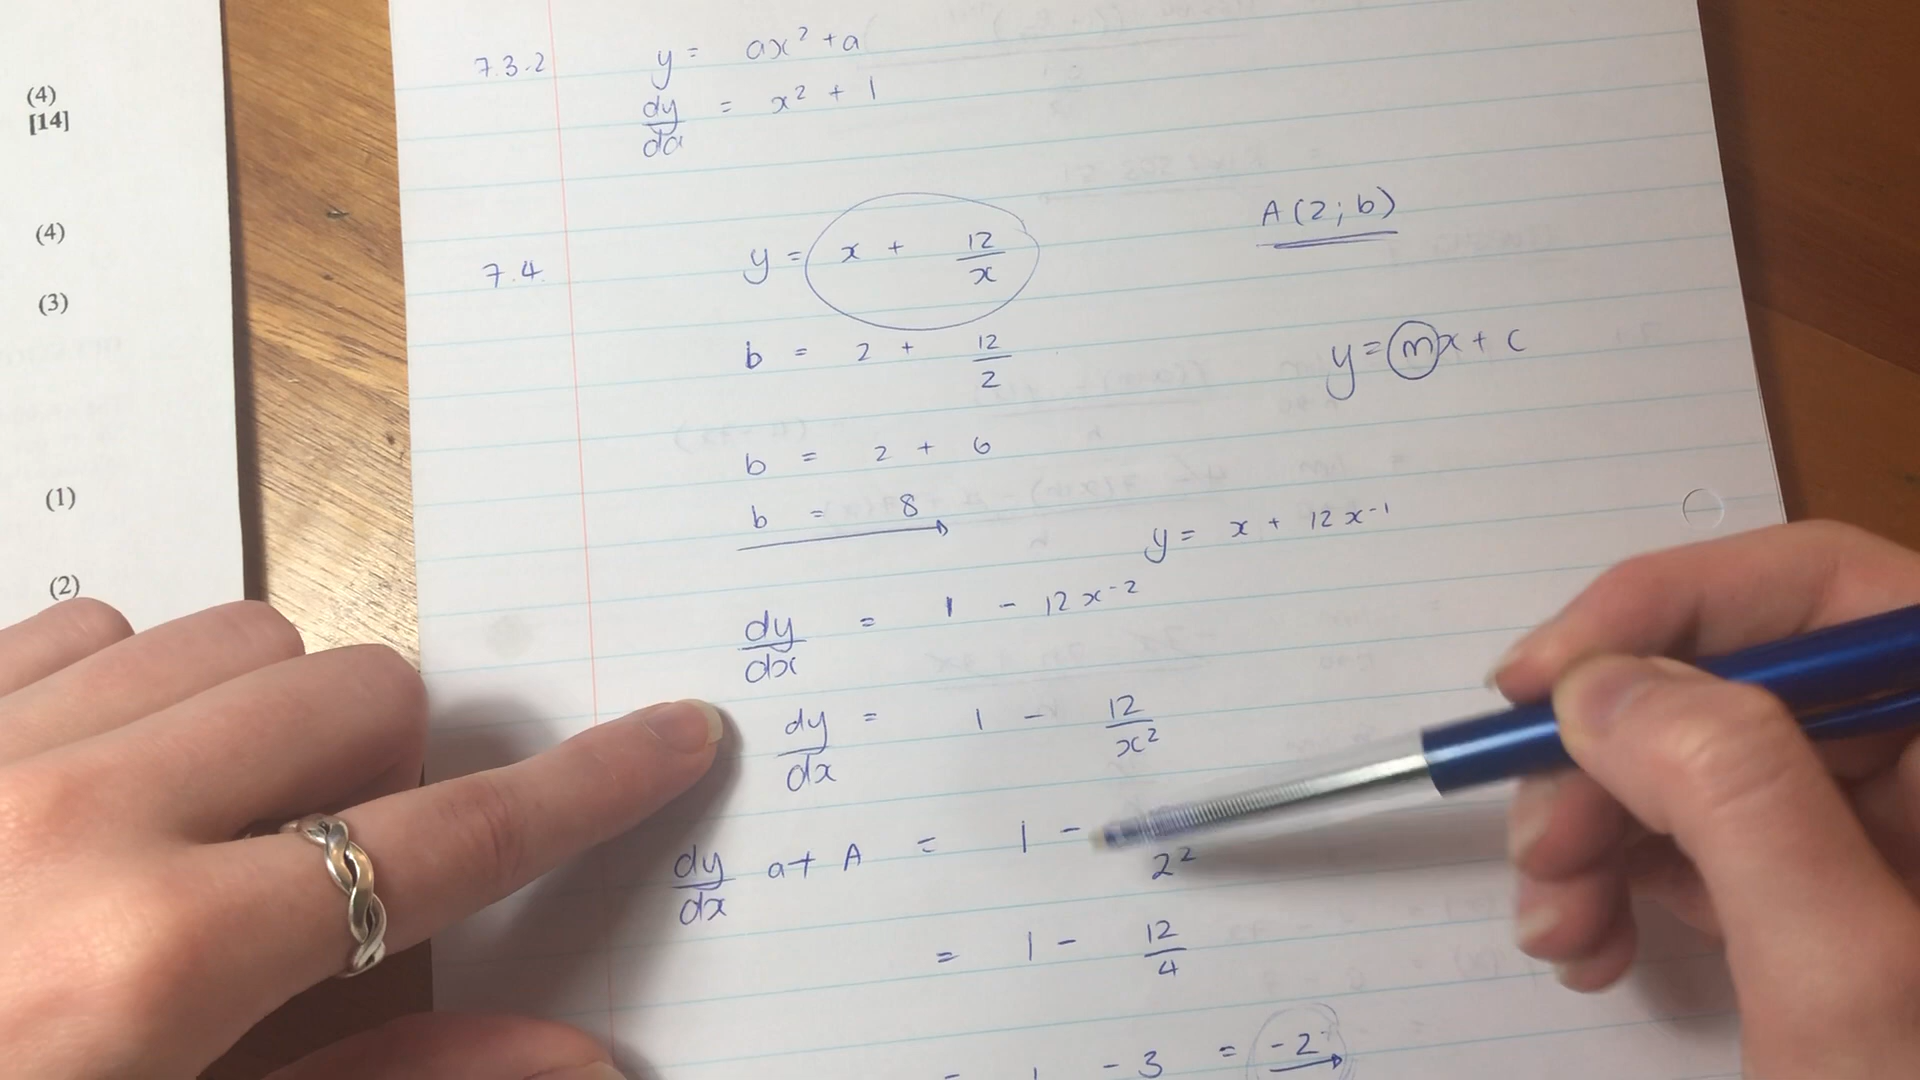 (4)
[14]
(4)
(3)
(1)
(2)
7.3.2 y = ax² + a
dy/da = x² + 1
A(2; b)
7.4. y = x + 12/x
y = mx + c
b = 2 + 12/2
b = 2 + 6
b = 8
y = x + 12x⁻¹
dy/dx = 1 - 12x⁻²
dy/dx = 1 - 12/x²
dy/dx at A = 1 - 2²
= 1 - 12/4
= 1 - 3 = -2